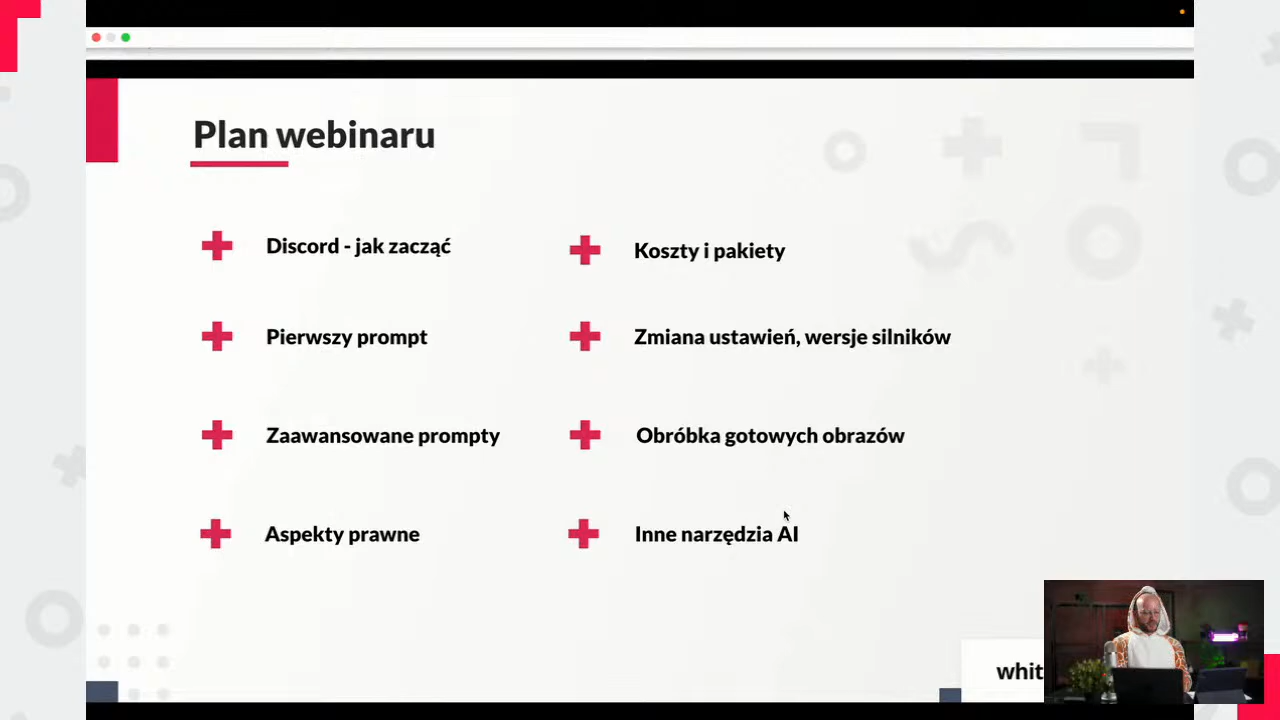 Plan webinaru
Discord - jak zacząć
Pierwszy prompt
Zaawansowane prompty
Aspekty prawne
Koszty i pakiety
Zmiana ustawień, wersje silników
Obróbka gotowych obrazów
Inne narzędzia AI
whit